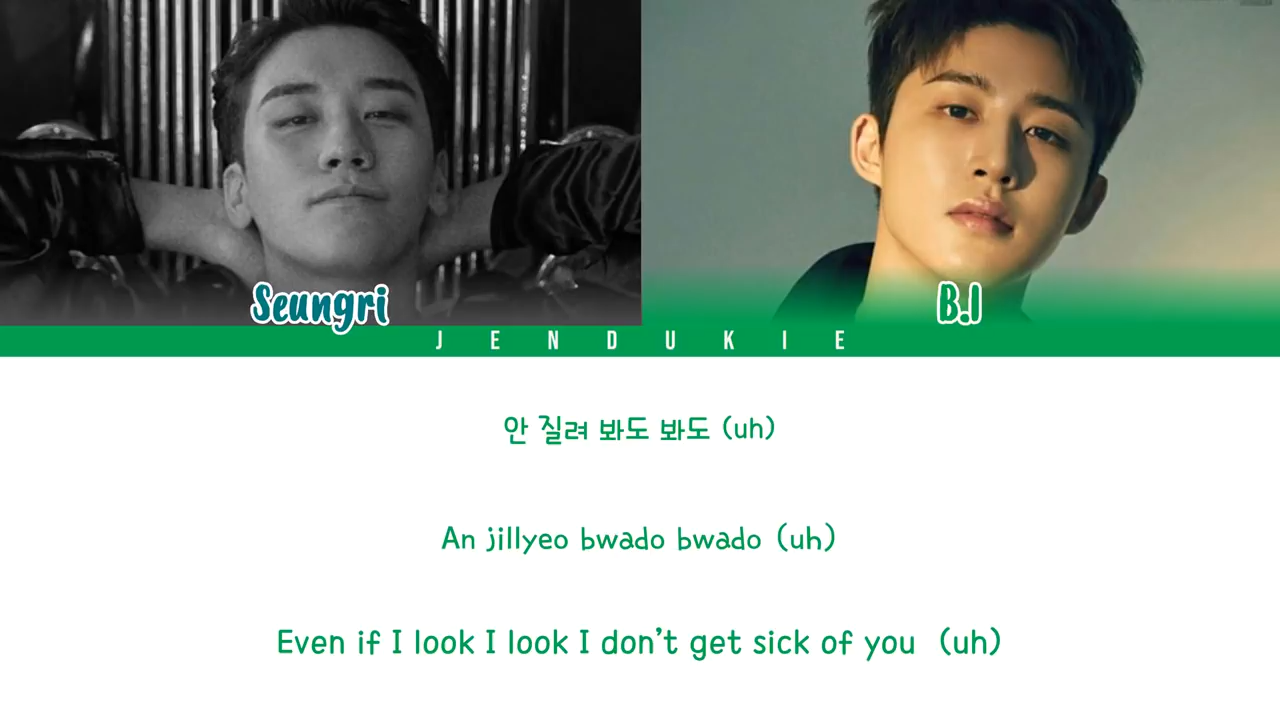 Seungri
B.I
JENDUKIE
안 질려 봐도 봐도 (uh)
An jillyeo bwado bwado (uh)
Even if I look I look I don't get sick of you (uh)